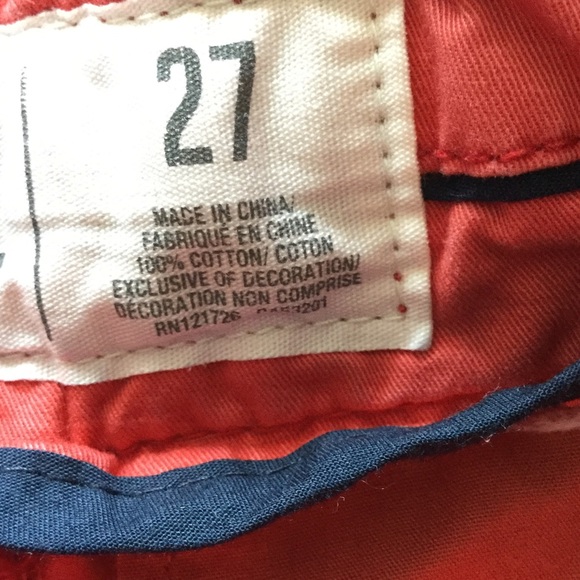 27
MADE IN CHINA/
FABRIQUÉ EN CHINE
100% COTTON/ COTON
EXCLUSIVE OF DECORATION/
DÉCORATION NON COMPRISE
RN121726